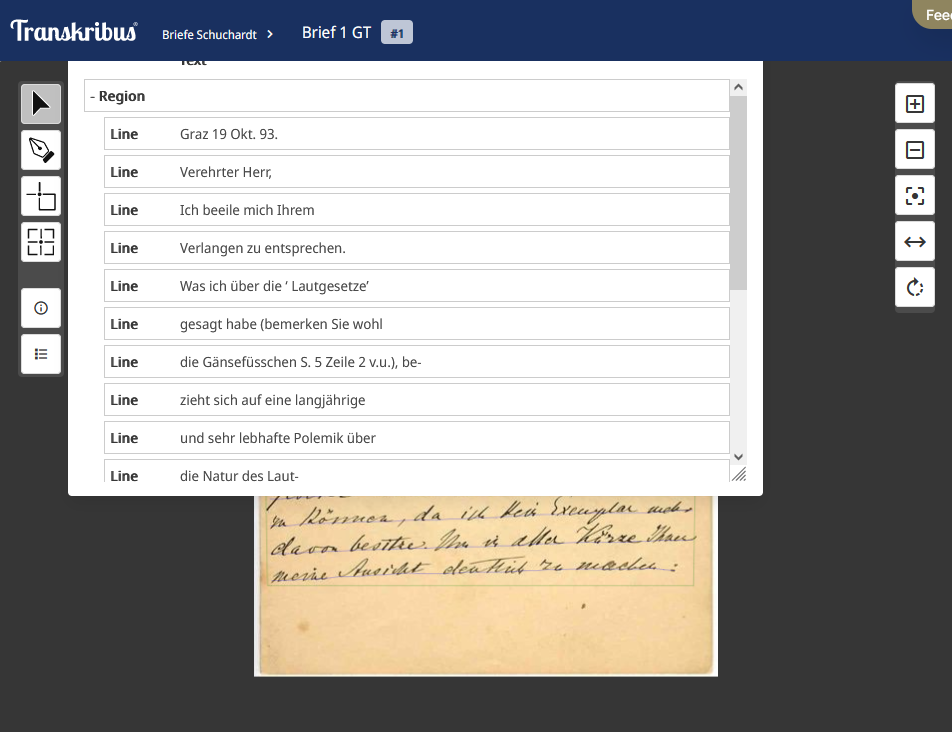 Transkribus®
Briefe Schuchardt
Brief 1 GT
#1
Feed
Text
- Region
Line Graz 19 Okt. 93.
Line Verehrter Herr,
Line Ich beeile mich Ihrem
Line Verlangen zu entsprechen.
Line Was ich über die ‘ Lautgesetze’
Line gesagt habe (bemerken Sie wohl
Line die Gänsefüsschen S. 5 Zeile 2 v.u.), be-
Line zieht sich auf eine langjährige
Line und sehr lebhafte Polemik über
Line die Natur des Laut-
zu können, da ich kein Exemplar mehr
davon besitze. Um in aller Kürze Ihnen
meine Ansicht deutlich zu machen: